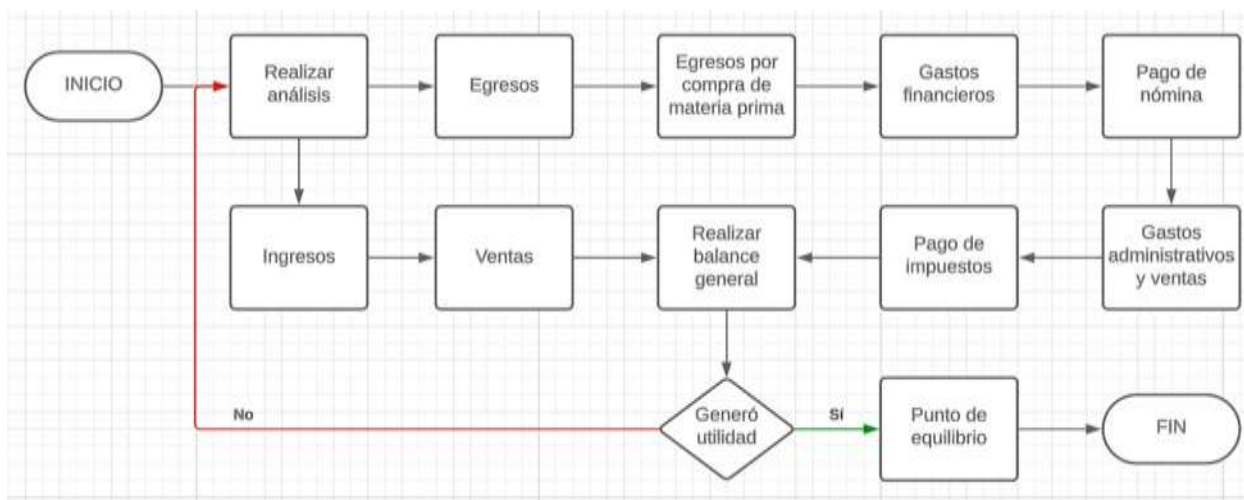 INICIO
Realizar
análisis
Egresos
Egresos por
compra de
materia prima
Gastos
financieros
Pago de
nómina
Ingresos
Ventas
Realizar
balance
general
Pago de
impuestos
Gastos
administrativos
y ventas
No
Generó
utilidad
Sí
Punto de
equilibrio
FIN